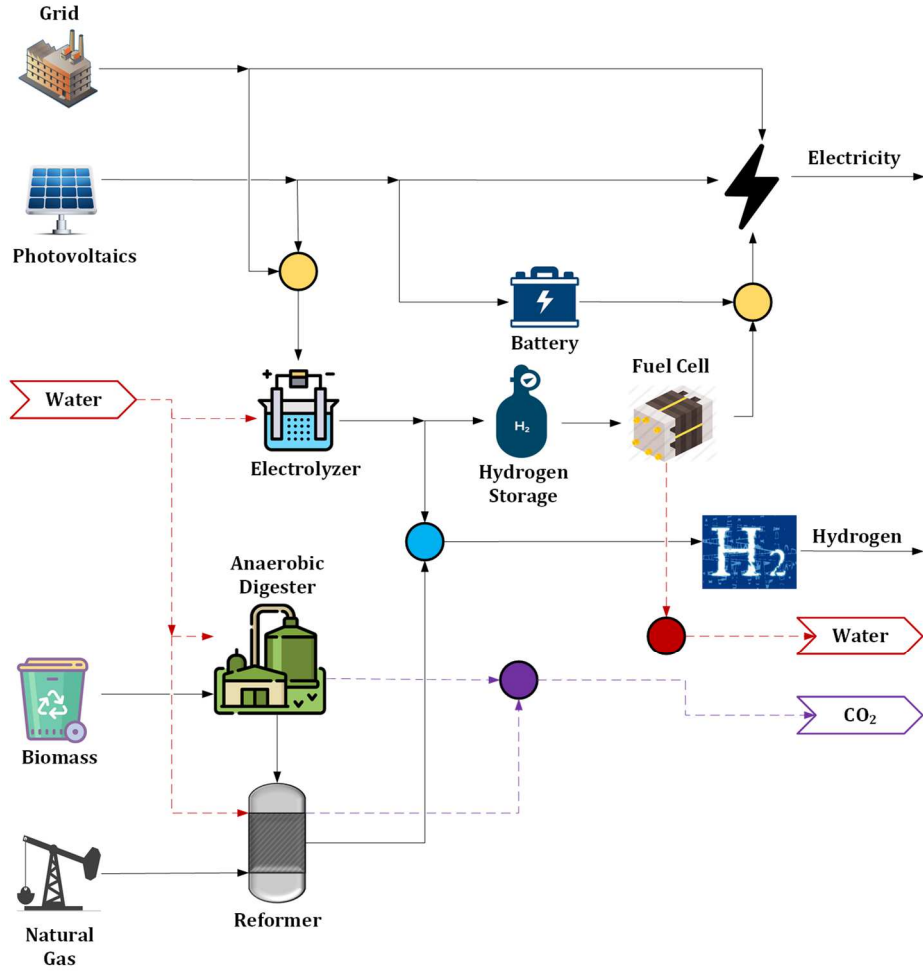 Grid
Electricity
Photovoltaics
Battery
Fuel Cell
Water
+ −
H₂
Electrolyzer
Hydrogen
Storage
Anaerobic
Digester
H2
Hydrogen
Water
Biomass
CO₂
Reformer
Natural
Gas